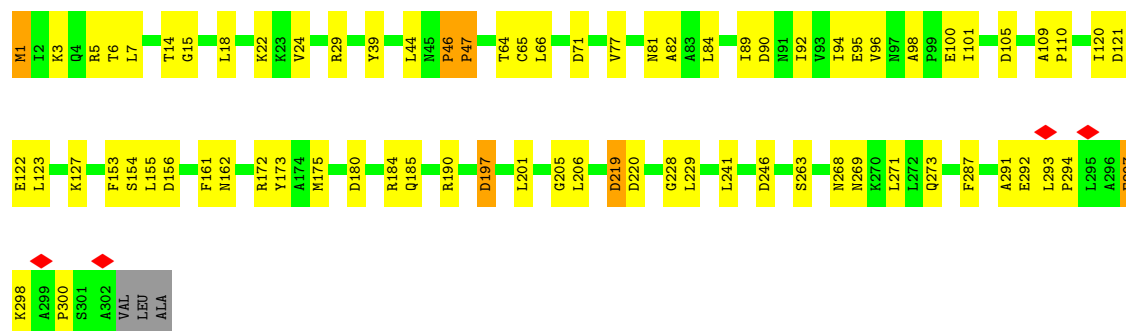 M1 I2 K3 Q4 R5 T6 L7 T14 G15 L18 K22 K23 V24 R29 Y39 L44 N45 P46 P47 T64 C65 L66 D71 V77 N81 A82 A83 L84 I89 D90 N91 I92 V93 I94 E95 V96 N97 A98 P99 E100 I101 D105 A109 P110 I120 D121
E122 L123 K127 F153 S154 L155 D156 F161 N162 R172 Y173 A174 M175 D180 R184 Q185 R190 D197 L201 G205 L206 D219 D220 G228 L229 L241 D246 S263 N268 N269 K270 L271 L272 Q273 F287 A291 E292 L293 P294 L295 A296
K298 A299 P300 S301 A302 VAL LEU ALA